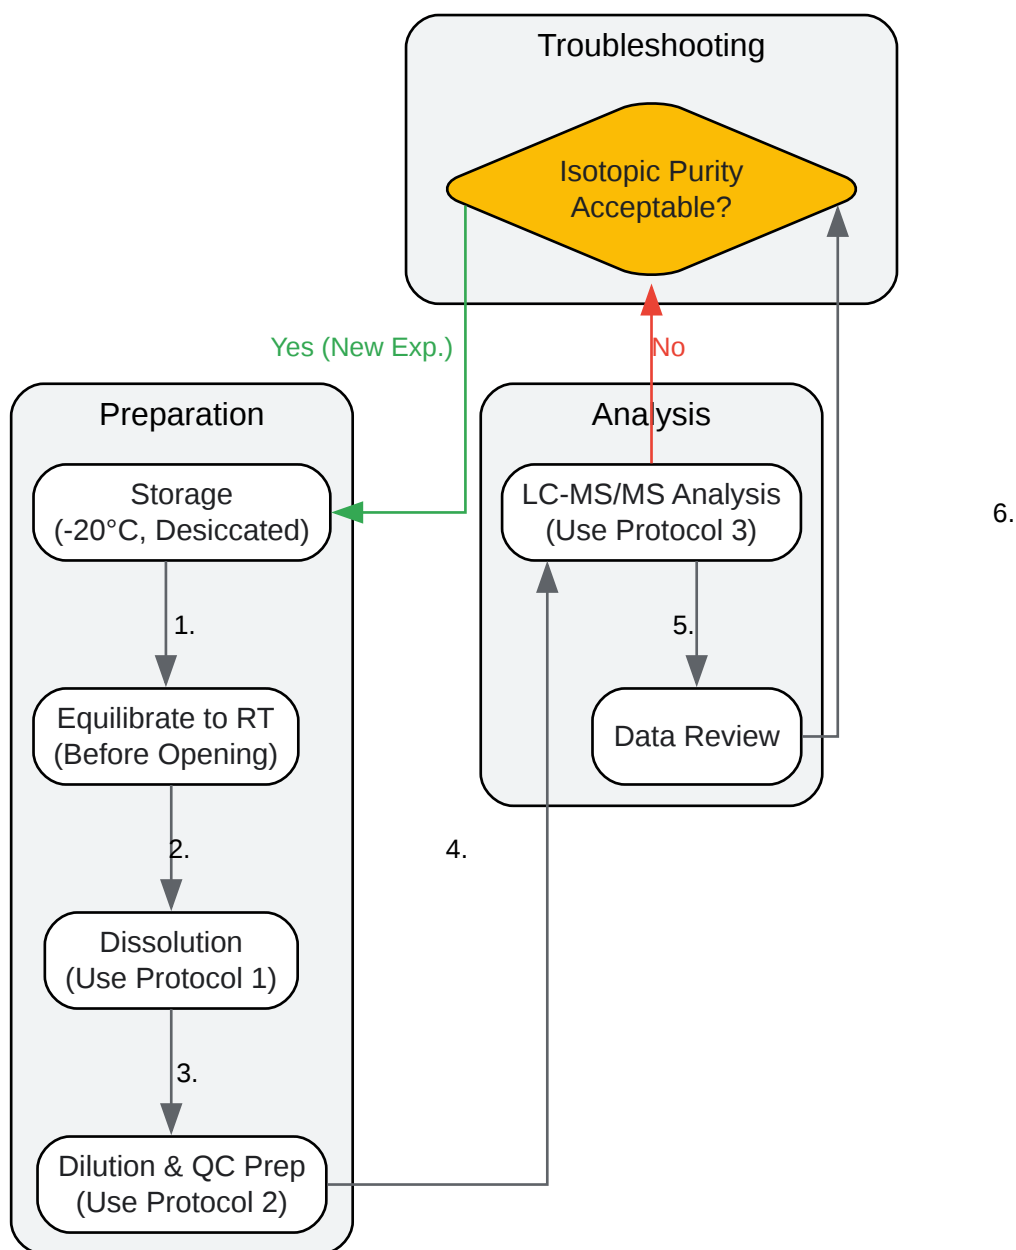 Troubleshooting
Isotopic Purity
Acceptable?
Yes (New Exp.)
No
Preparation
Analysis
Storage
(-20°C, Desiccated)
LC-MS/MS Analysis
(Use Protocol 3)
6.
1.
5.
Equilibrate to RT
(Before Opening)
Data Review
2.
4.
Dissolution
(Use Protocol 1)
3.
Dilution & QC Prep
(Use Protocol 2)